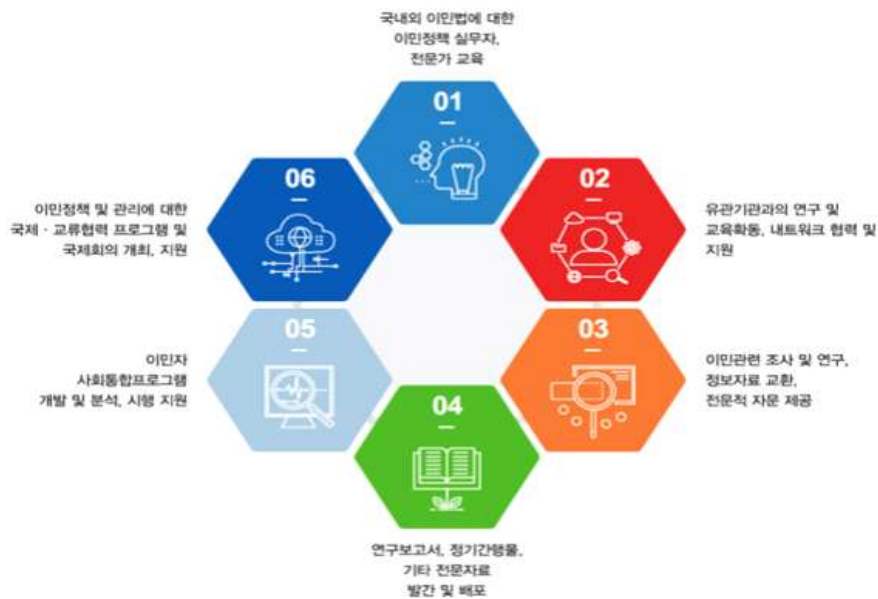 국내외 이민법에 대한
이민정책 실무자,
전문가 교육
01
02
유관기관과의 연구 및
교육확동, 내트워크 협력 및
지원
03
이민관련 조사 및 연구,
정보자료 교환,
전문적 자문 제공
04
연구보고서, 정기간행물,
기타 전문자료
발간 및 배포
05
이민자
사회통합프로그램
개발 및 분석, 시행 지원
06
이민정책 및 관리에 대한
국제 · 교류협력 프로그램 및
국제회의 개최, 지원